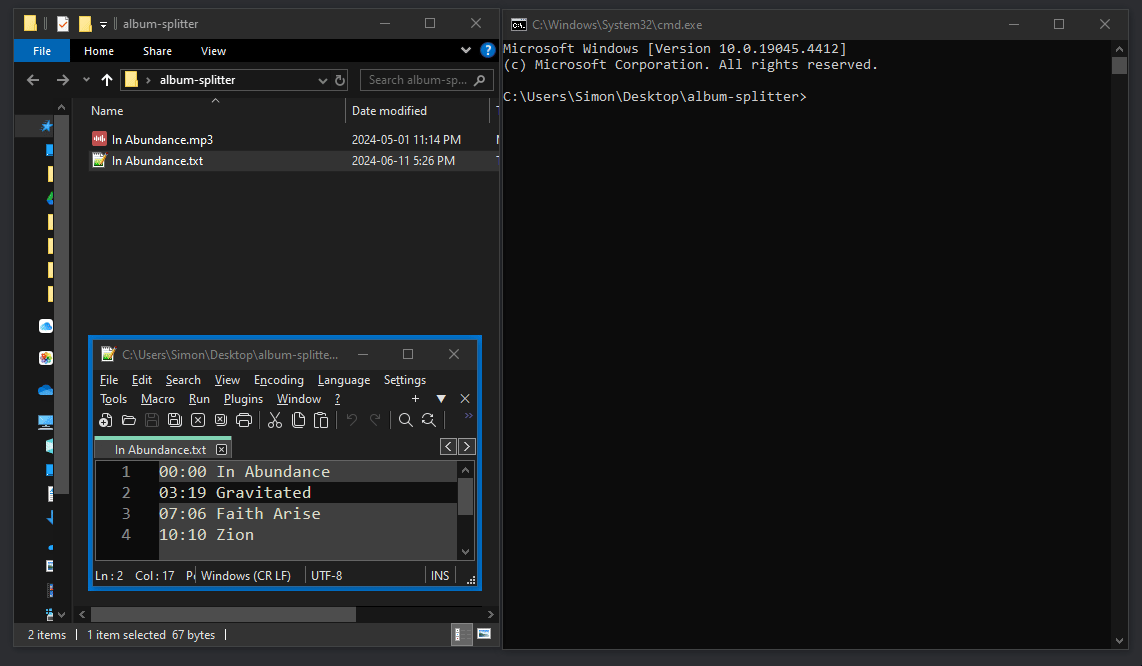 album-splitter
File Home Share View
album-splitter
Search album-sp...
Name Date modified
In Abundance.mp3 2024-05-01 11:14 PM
In Abundance.txt 2024-06-11 5:26 PM
C:\Users\Simon\Desktop\album-splitte...
File Edit Search View Encoding Language Settings
Tools Macro Run Plugins Window ?
In Abundance.txt
1 00:00 In Abundance
2 03:19 Gravitated
3 07:06 Faith Arise
4 10:10 Zion
Ln : 2 Col : 17 Windows (CR LF) UTF-8 INS
2 items 1 item selected 67 bytes
C:\Windows\System32\cmd.exe
Microsoft Windows [Version 10.0.19045.4412]
(c) Microsoft Corporation. All rights reserved.
C:\Users\Simon\Desktop\album-splitter>